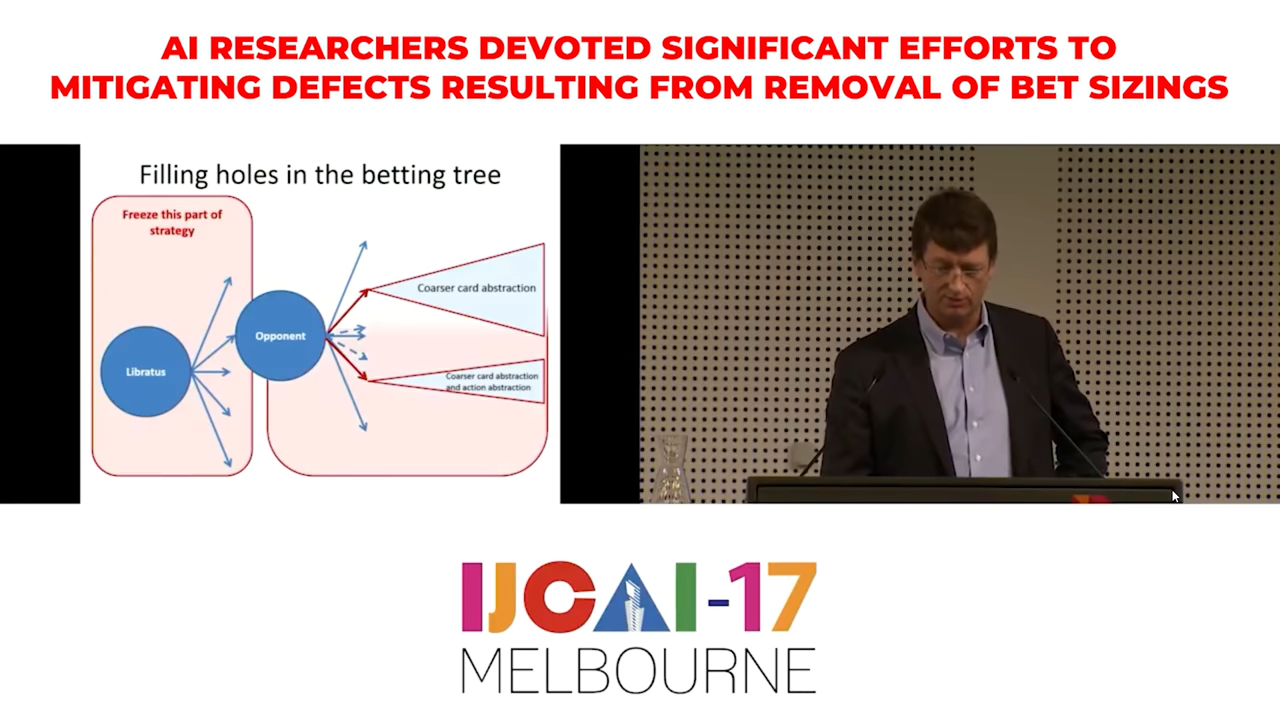 AI RESEARCHERS DEVOTED SIGNIFICANT EFFORTS TO
MITIGATING DEFECTS RESULTING FROM REMOVAL OF BET SIZINGS
Filling holes in the betting tree
Freeze this part of
strategy
Coarser card abstraction
Opponent
Libratus
Coarser card abstraction
and action abstraction
IJCAI-17
MELBOURNE